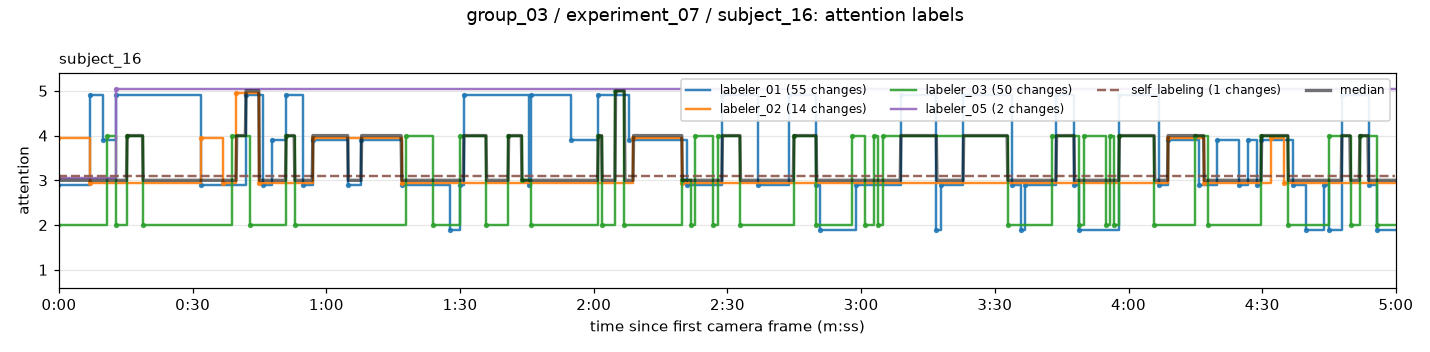 group_03 / experiment_07 / subject_16: attention labels
subject_16
labeler_01 (55 changes)
labeler_02 (14 changes)
labeler_03 (50 changes)
labeler_05 (2 changes)
self_labeling (1 changes)
median
attention
5
4
3
2
1
0:00 0:30 1:00 1:30 2:00 2:30 3:00 3:30 4:00 4:30 5:00
time since first camera frame (m:ss)